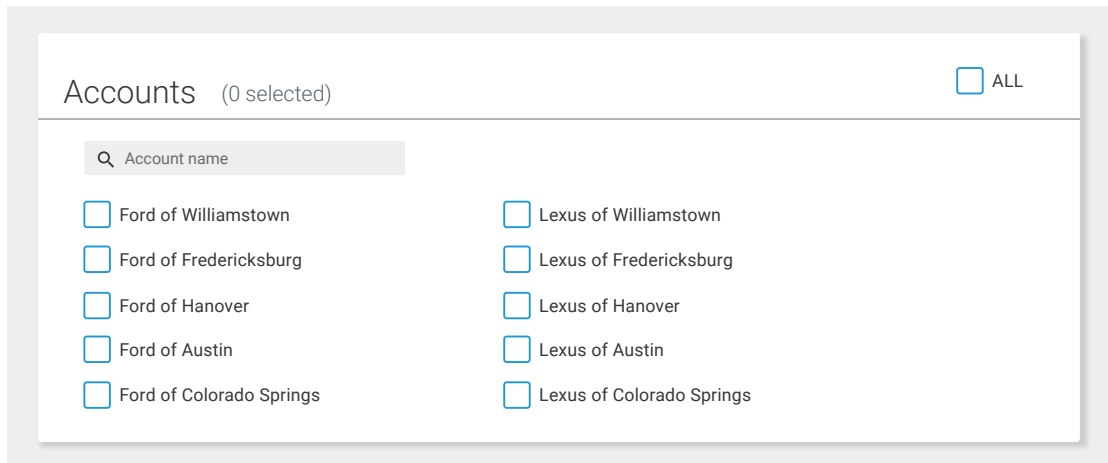 Accounts (0 selected) ALL
Account name
Ford of Williamstown Lexus of Williamstown
Ford of Fredericksburg Lexus of Fredericksburg
Ford of Hanover Lexus of Hanover
Ford of Austin Lexus of Austin
Ford of Colorado Springs Lexus of Colorado Springs